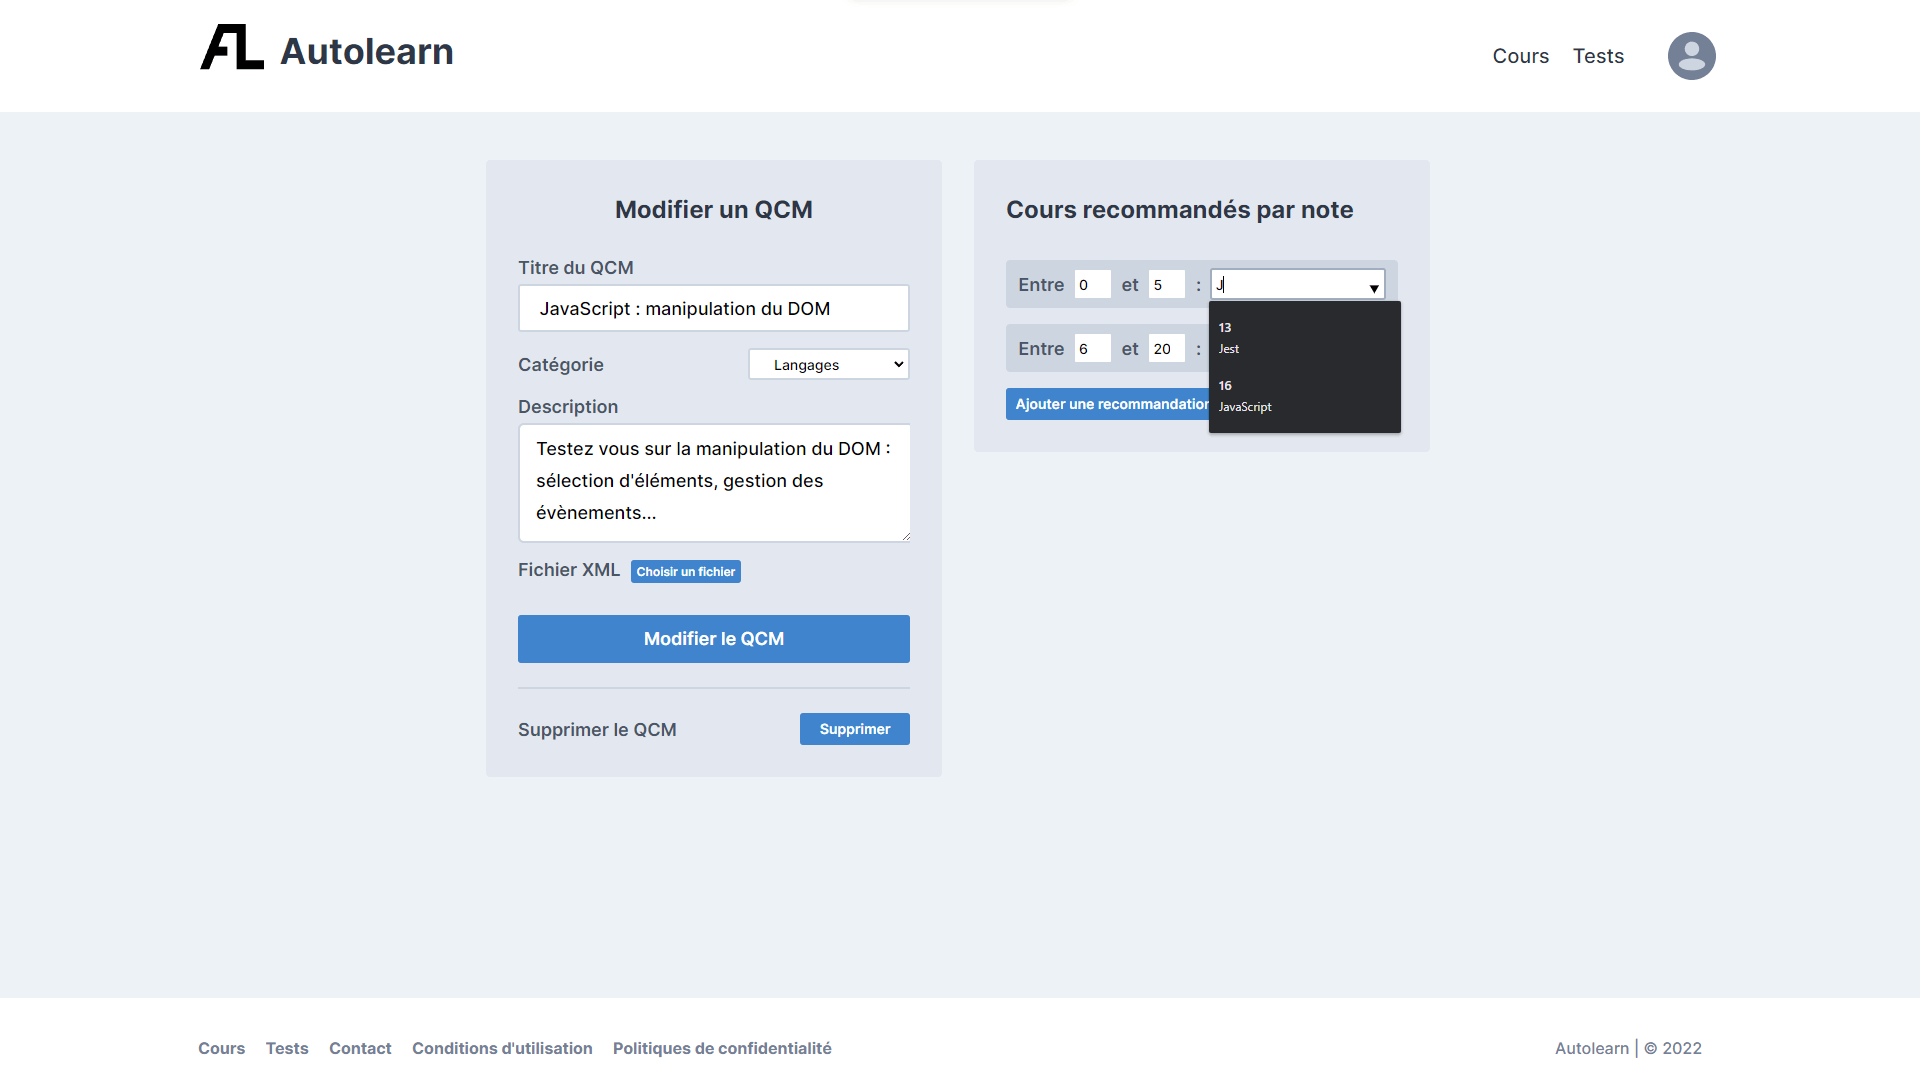 AL Autolearn
Cours Tests
Modifier un QCM
Titre du QCM
JavaScript : manipulation du DOM
Catégorie Langages
Description
Testez vous sur la manipulation du DOM :
sélection d'éléments, gestion des
évènements...
Fichier XML Choisir un fichier
Modifier le QCM
Supprimer le QCM Supprimer
Cours recommandés par note
Entre 0 et 5 : J
13
Jest
16
JavaScript
Entre 6 et 20 :
Ajouter une recommandation
Cours Tests Contact Conditions d'utilisation Politiques de confidentialité
Autolearn | © 2022